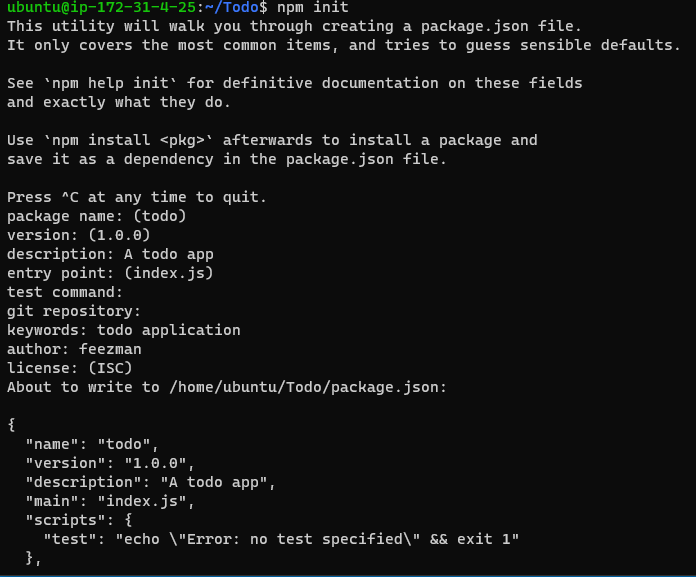 ubuntu@ip-172-31-4-25:~/Todo$ npm init
This utility will walk you through creating a package.json file.
It only covers the most common items, and tries to guess sensible defaults.

See `npm help init` for definitive documentation on these fields
and exactly what they do.

Use `npm install <pkg>` afterwards to install a package and
save it as a dependency in the package.json file.

Press ^C at any time to quit.
package name: (todo)
version: (1.0.0)
description: A todo app
entry point: (index.js)
test command:
git repository:
keywords: todo application
author: feezman
license: (ISC)
About to write to /home/ubuntu/Todo/package.json:

{
  "name": "todo",
  "version": "1.0.0",
  "description": "A todo app",
  "main": "index.js",
  "scripts": {
    "test": "echo \"Error: no test specified\" && exit 1"
  },